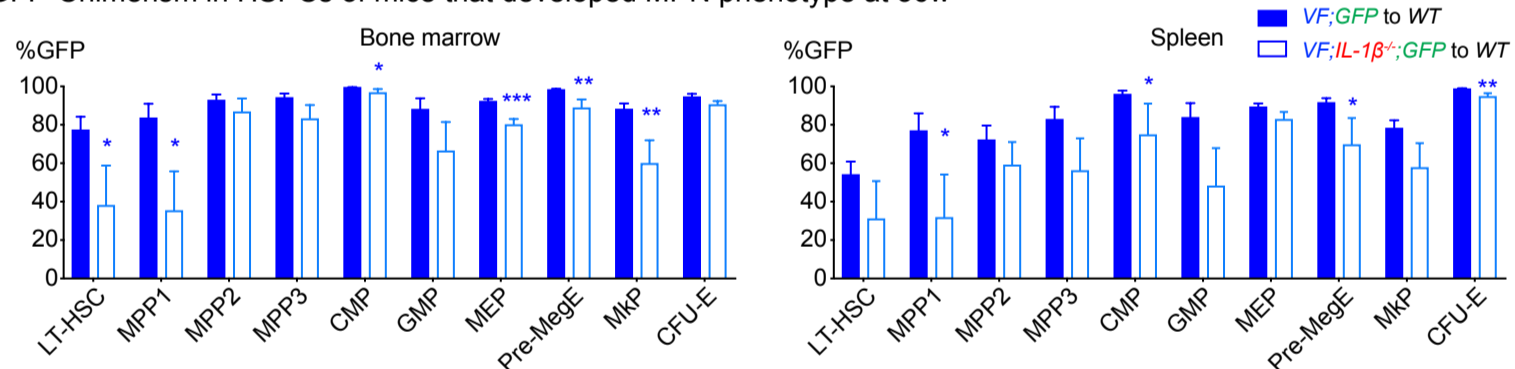 VF;GFP to WT
VF;IL-1β-/-;GFP to WT
Bone marrow
%GFP
100
80
60
40
20
0
* * * *** ** **
LT-HSC MPP1 MPP2 MPP3 CMP GMP MEP Pre-MegE MkP CFU-E
Spleen
%GFP
100
80
60
40
20
0
* * * **
LT-HSC MPP1 MPP2 MPP3 CMP GMP MEP Pre-MegE MkP CFU-E